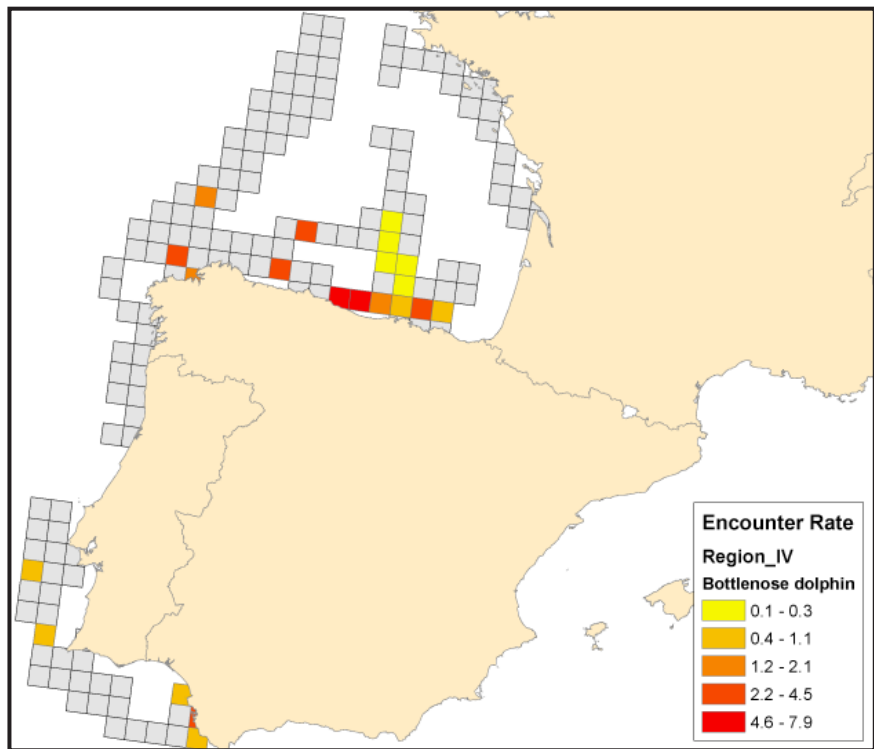 Encounter Rate
Region_IV
Bottlenose dolphin
0.1 - 0.3
0.4 - 1.1
1.2 - 2.1
2.2 - 4.5
4.6 - 7.9